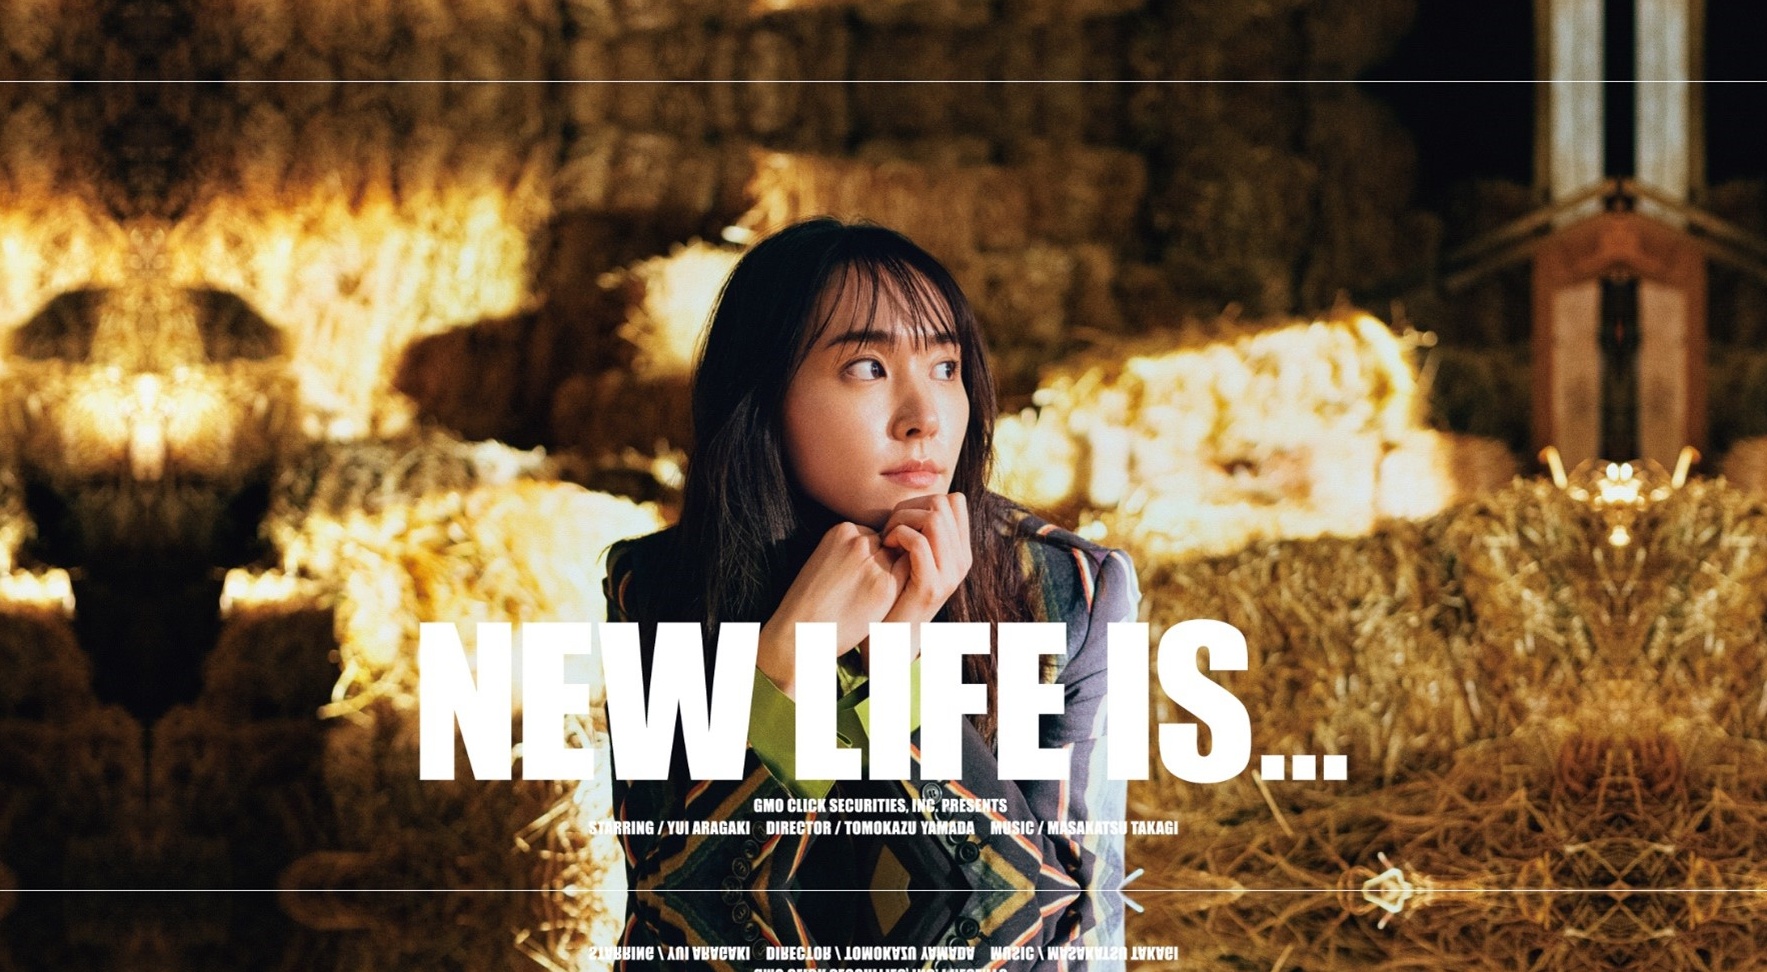 NEW LIFE IS...
GMO CLICK SECURITIES, INC. PRESENTS
STARRING / YUI ARAGAKI DIRECTOR / TOMOKAZU YAMADA MUSIC / MASAKATSU TAKAGI
STARRING / YUI ARAGAKI DIRECTOR / TOMOKAZU YAMADA MUSIC / MASAKATSU TAKAGI